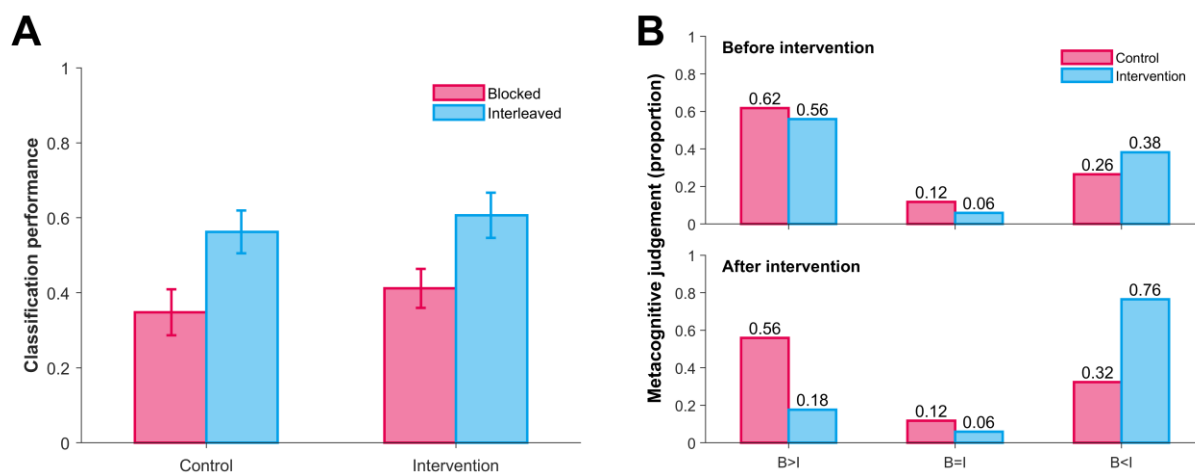 A
Classification performance
1
0.8
0.6
0.4
0.2
0
Blocked
Interleaved
Control
Intervention
B
Metacognitive judgement (proportion)
Before intervention
Control
Intervention
1
0.8
0.6
0.4
0.2
0
0.62
0.56
0.12
0.06
0.26
0.38
After intervention
1
0.8
0.6
0.4
0.2
0
0.56
0.18
0.12
0.06
0.32
0.76
B>I
B=I
B<I